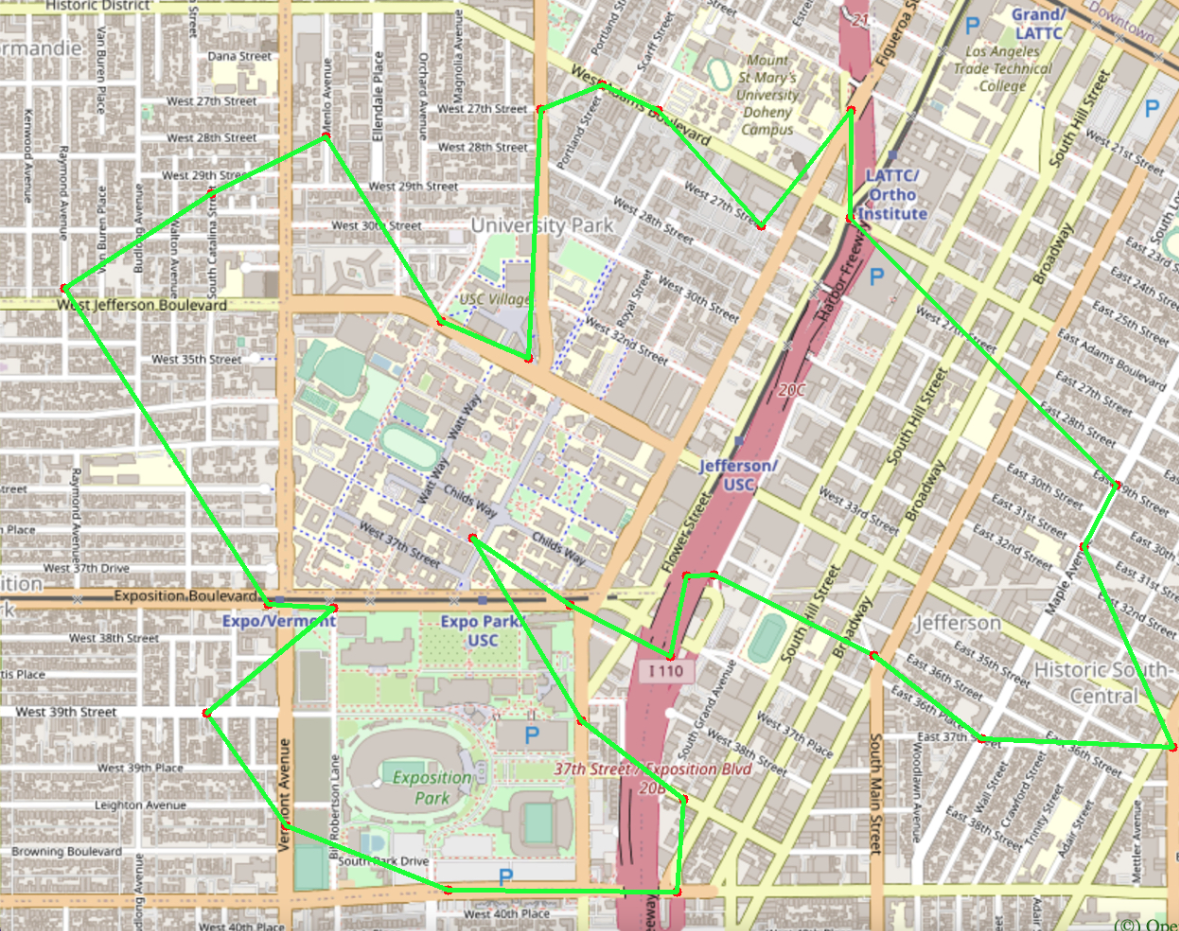 Historic District
Dana Street
West 27th Street
West 28th Street
West 29th Street
Van Buren Place
Kenwood Avenue
Raymond Avenue
Van Buren Place
Budlong Avenue
Walton Avenue
South Catalina Street
Menlo Avenue
Ellendale Place
Orchard Avenue
Magnolia Avenue
West 27th Street
West 28th Street
West 29th Street
West 30th Street
University Park
USC Village
West Jefferson Boulevard
West 35th Street
Portland Street
Scarff Street
Portland Street
West Adams Boulevard
Mount
St Mary's
University
Doheny
Campus
21
Figueroa St
Grand/
LATTC
Los Angeles
Trade Technical
College
P
P
Downtown
South Hill Street
West 21st Street
LATTC/
Ortho
Institute
P
Harbor Freeway
West 27th Street
West 28th Street
West 30th Street
Royal Street
West 32nd Street
20C
West 27th Street
Broadway
East 23rd Street
East 24th Street
East 25th Street
East Adams Boulevard
East 27th Street
East 28th Street
East 29th Street
East 30th Street
East 31st Street
East 32nd Street
East 30th
East 31st Street
East 32nd Street
South Hill Street
Broadway
West 33rd Street
Jefferson/
USC
Flower Street
Watt Way
Watt Way
Childs Way
Childs Way
West 37th Street
Raymond Avenue
West 37th Drive
Exposition Boulevard
Expo/Vermont
Expo Park/
USC
Maple Avenue
Jefferson
Historic South-
Central
I 110
South Hill Street
Broadway
East 35th Street
East 36th Street
East 36th Place
East 37th Street
East 36th Street
East 38th Street
West 38th Street
West 39th Street
West 39th Place
Leighton Avenue
Browning Boulevard
Vermont Avenue
Bill Robertson Lane
South Park Drive
Exposition
Park
P
P
37th Street / Exposition Blvd
20B
South Grand Avenue
West 37th Place
West 38th Street
South Main Street
Woodlawn Avenue
Wall Street
Crawford Street
Trinity Street
Adair Street
Mettler Avenue
West 40th Place
West 40th Place